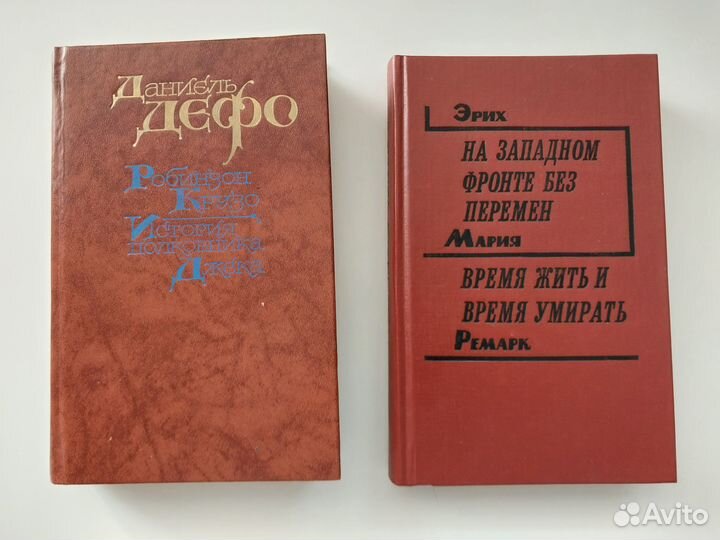 Даниель
Дефо
Робинзон
Крузо
История
полковника
Джека
Эрих
НА ЗАПАДНОМ
ФРОНТЕ БЕЗ
ПЕРЕМЕН
Мария
ВРЕМЯ ЖИТЬ И
ВРЕМЯ УМИРАТЬ
Ремарк
Avito